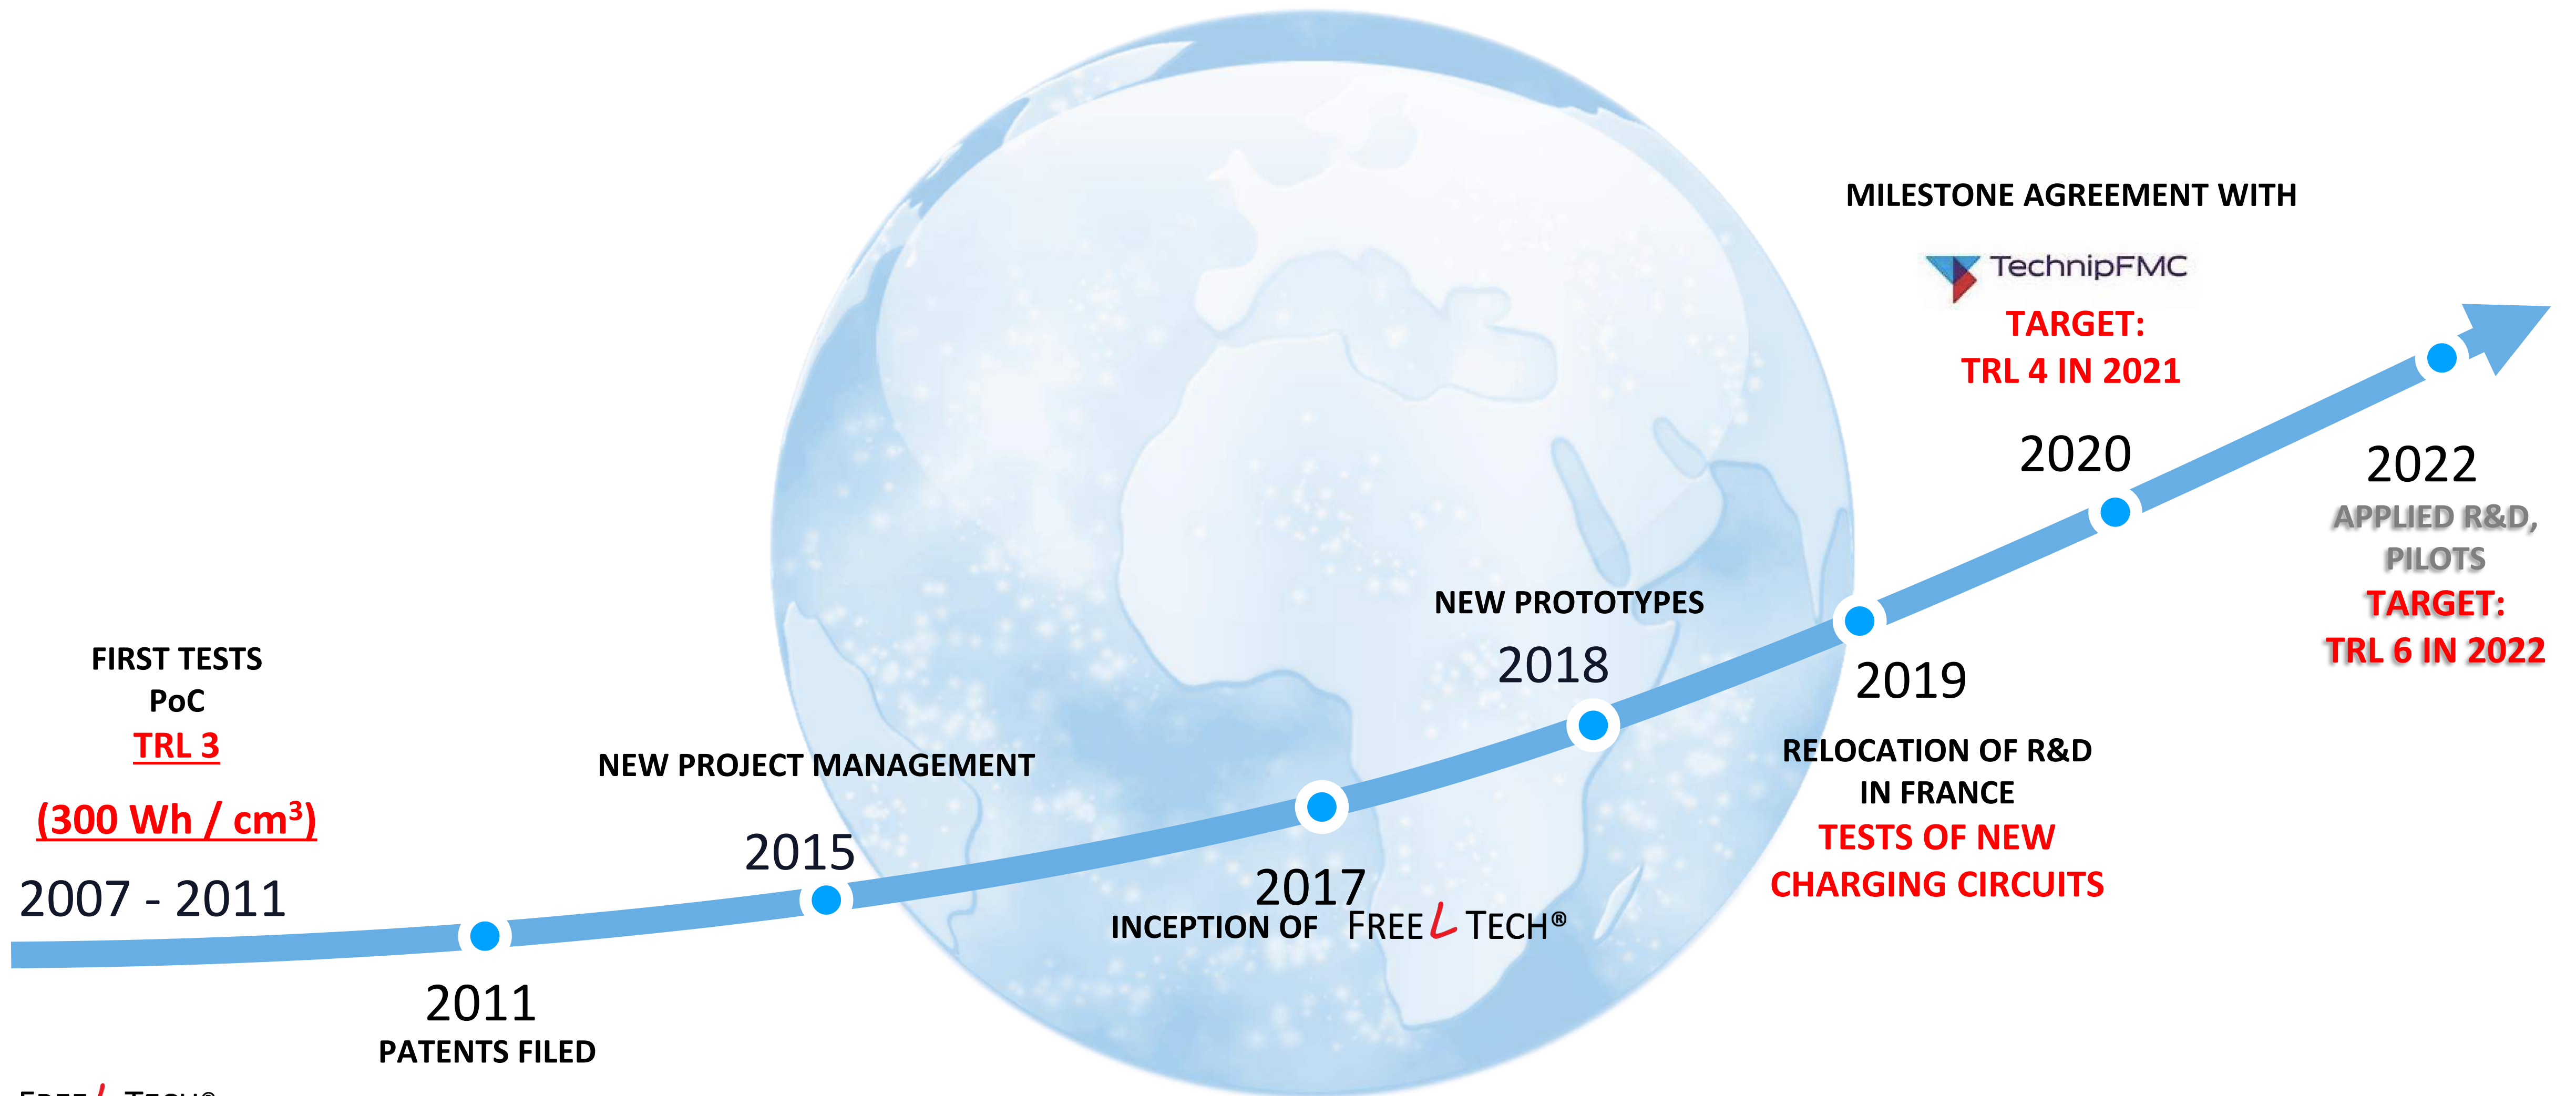 FIRST TESTS
PoC
TRL 3
(300 Wh / cm³)
2007 - 2011
2011
PATENTS FILED
NEW PROJECT MANAGEMENT
2015
2017
INCEPTION OF FREE L TECH®
NEW PROTOTYPES
2018
2019
RELOCATION OF R&D
IN FRANCE
TESTS OF NEW
CHARGING CIRCUITS
MILESTONE AGREEMENT WITH
TechnipFMC
TARGET:
TRL 4 IN 2021
2020
2022
APPLIED R&D,
PILOTS
TARGET:
TRL 6 IN 2022
FREE L TECH®